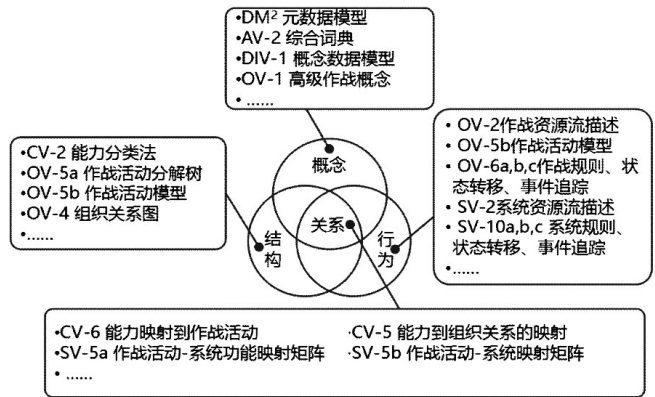 •DM² 元数据模型
•AV-2 综合词典
•DIV-1 概念数据模型
•OV-1 高级作战概念
• ......
•CV-2 能力分类法
•OV-5a 作战活动分解树
•OV-5b 作战活动模型
•OV-4 组织关系图
•......
• OV-2作战资源流描述
• OV-5b作战活动模型
• OV-6a,b,c作战规则、状
态转移、事件追踪
• SV-2系统资源流描述
• SV-10a,b,c 系统规则、
状态转移、事件追踪
•......
概念
关系
结
构
行
为
•CV-6 能力映射到作战活动 ·CV-5 能力到组织关系的映射
•SV-5a 作战活动-系统功能映射矩阵 ·SV-5b 作战活动-系统映射矩阵
• ......